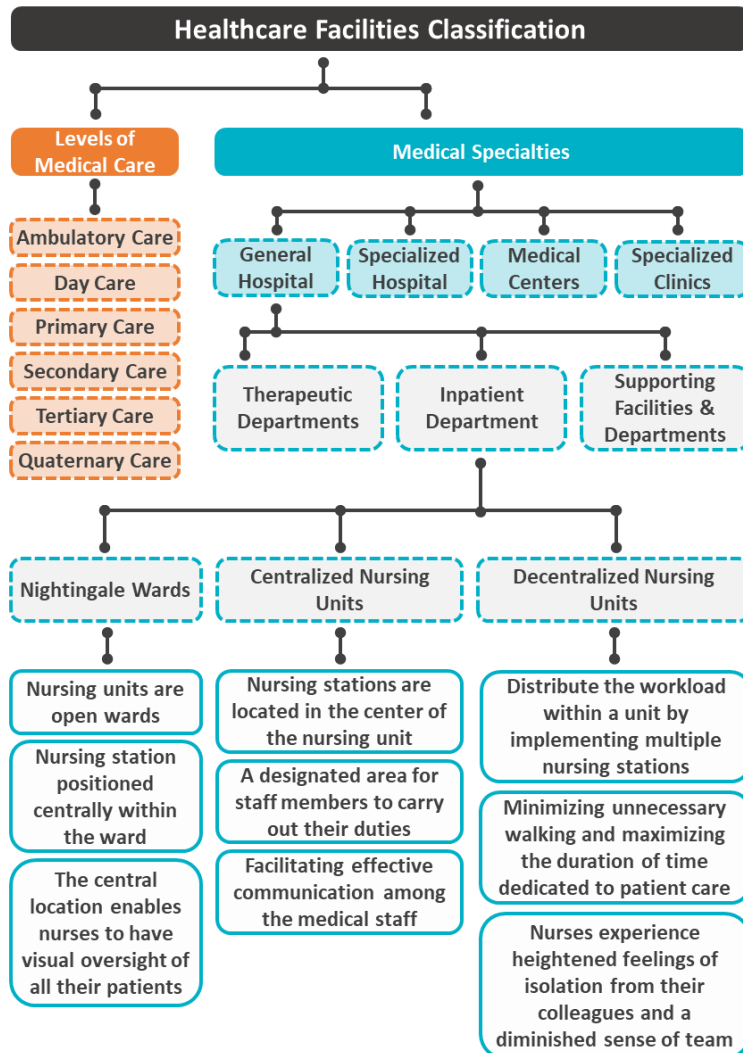 Healthcare Facilities Classification
Levels of
Medical Care
Medical Specialties
Ambulatory Care
Day Care
Primary Care
Secondary Care
Tertiary Care
Quaternary Care
General
Hospital
Specialized
Hospital
Medical
Centers
Specialized
Clinics
Therapeutic
Departments
Inpatient
Department
Supporting
Facilities &
Departments
Nightingale Wards
Centralized Nursing
Units
Decentralized Nursing
Units
Nursing units are
open wards
Nursing station
positioned
centrally within
the ward
The central
location enables
nurses to have
visual oversight of
all their patients
Nursing stations are
located in the center of
the nursing unit
A designated area for
staff members to carry
out their duties
Facilitating effective
communication among
the medical staff
Distribute the workload
within a unit by
implementing multiple
nursing stations
Minimizing unnecessary
walking and maximizing
the duration of time
dedicated to patient care
Nurses experience
heightened feelings of
isolation from their
colleagues and a
diminished sense of team